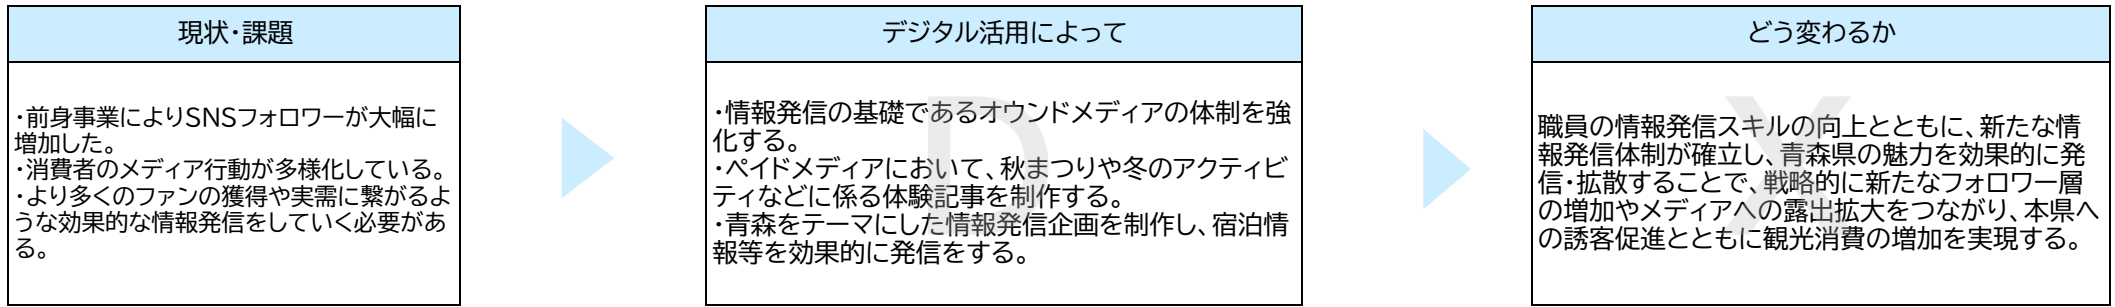 現状・課題
・前身事業によりSNSフォロワーが大幅に
増加した。
・消費者のメディア行動が多様化している。
・より多くのファンの獲得や実需に繋がるよ
うな効果的な情報発信をしていく必要があ
る。
デジタル活用によって
・情報発信の基礎であるオウンドメディアの体制を強
化する。
・ペイドメディアにおいて、秋まつりや冬のアクティビ
ティなどに係る体験記事を制作する。
・青森をテーマにした情報発信企画を制作し、宿泊情
報等を効果的に発信をする。
D
どう変わるか
職員の情報発信スキルの向上とともに、新たな情
報発信体制が確立し、青森県の魅力を効果的に発
信・拡散することで、戦略的に新たなフォロワー層
の増加やメディアへの露出拡大をつながり、本県へ
の誘客促進とともに観光消費の増加を実現する。
X